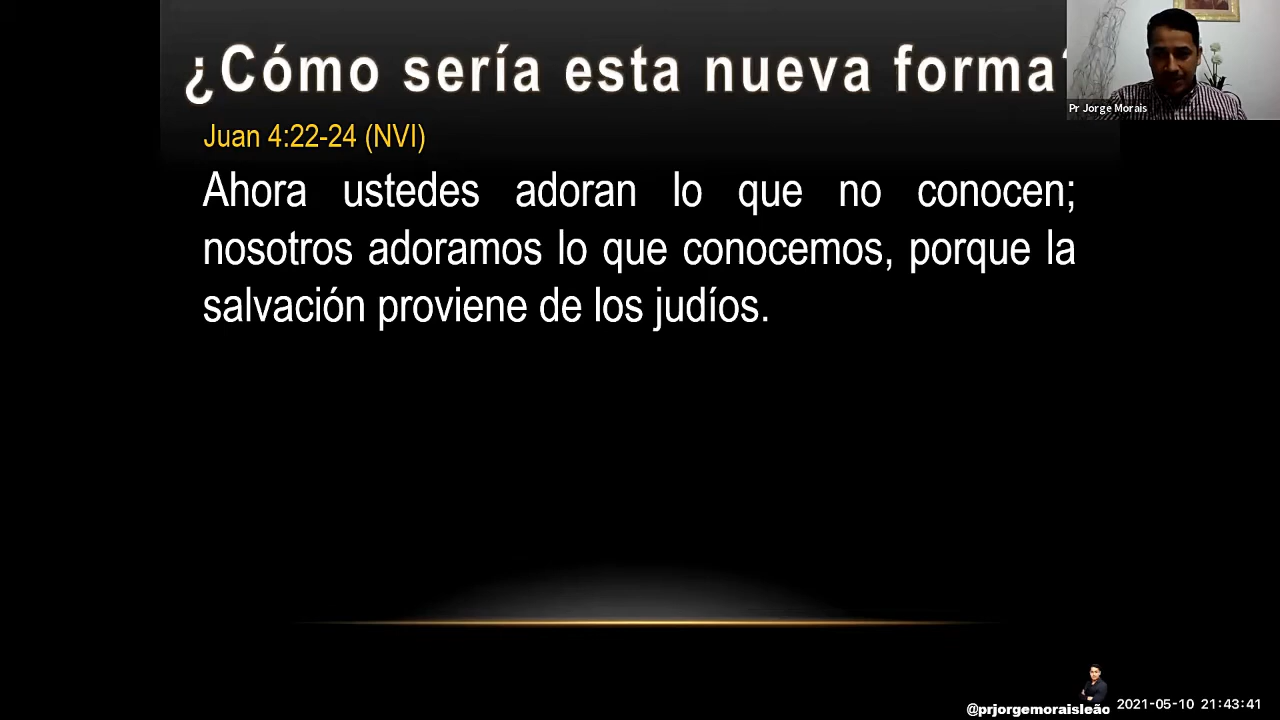 ¿Cómo sería esta nueva forma?
Pr Jorge Morais
Juan 4:22-24 (NVI)
Ahora ustedes adoran lo que no conocen;
nosotros adoramos lo que conocemos, porque la
salvación proviene de los judíos.
@prjorgemoraisleão
2021-05-10 21:43:41